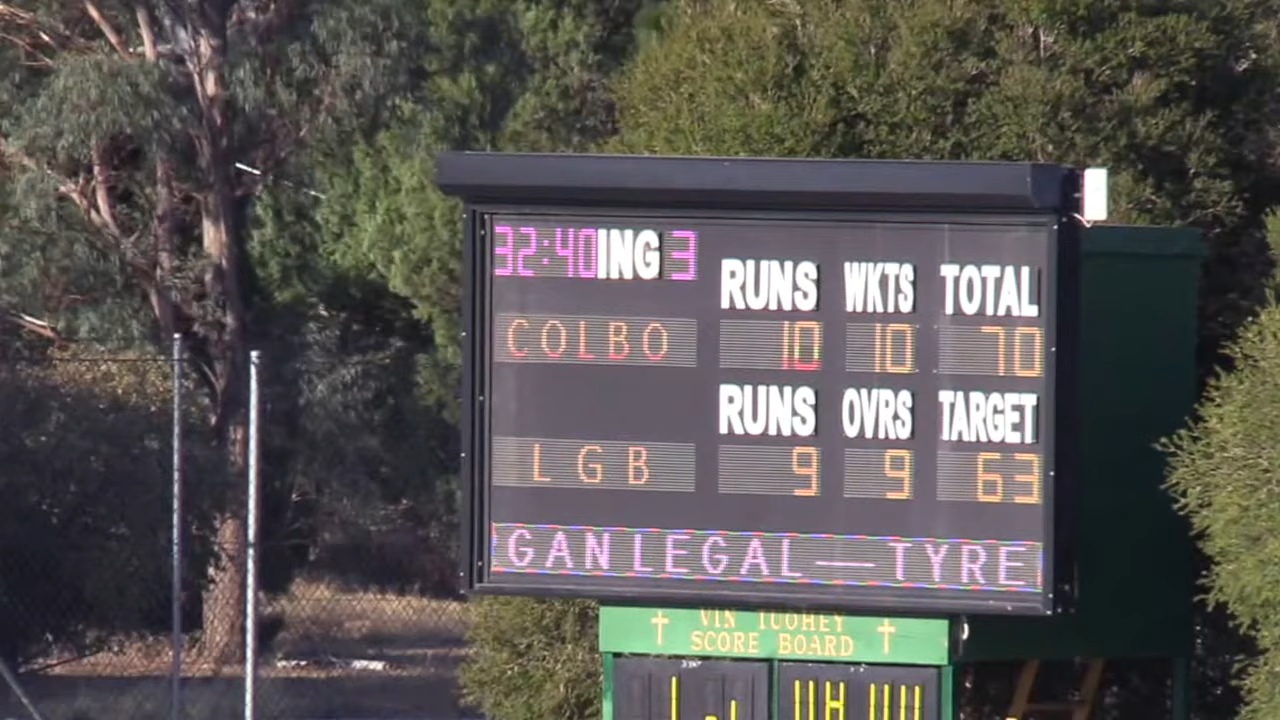 32:40 ING 3
RUNS WKTS TOTAL
COLBO 10 10 70
RUNS OVRS TARGET
LGB 9 9 63
GAN LEGAL — TYRE
VIN TUOHEY
SCORE BOARD